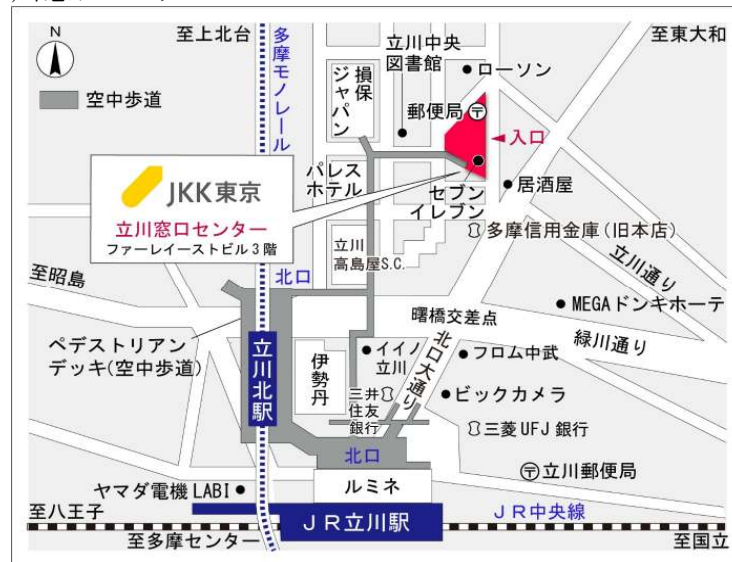 至上北台
多摩モノレール
立川中央
図書館
至東大和
N
空中歩道
損保
ジャパン
ローソン
郵便局
入口
JKK東京
立川窓口センター
ファーレイーストビル3階
パレス
ホテル
セブン
イレブン
居酒屋
多摩信用金庫(旧本店)
立川
高島屋S.C.
立川通り
至昭島
北口
MEGAドンキホーテ
曙橋交差点
緑川通り
ペデストリアン
デッキ(空中歩道)
立川北駅
伊勢丹
イイノ
立川
北口大通り
フロム中武
三井
住友
銀行
ビックカメラ
三菱UFJ銀行
北口
立川郵便局
ヤマダ電機LABI
ルミネ
至八王子
JR立川駅
JR中央線
至多摩センター
至国立